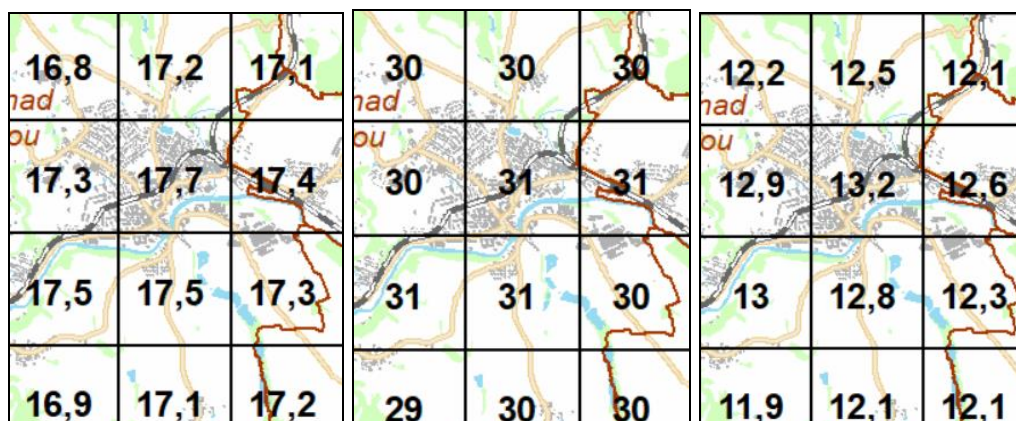 16,8 17,2 17,1
nad
ou
17,3 17,7 17,4
17,5 17,5 17,3
16,9 17,1 17,2
30 30 30
nad
ou
30 31 31
31 31 30
29 30 30
12,2 12,5 12,1
nad
ou
12,9 13,2 12,6
13 12,8 12,3
11,9 12,1 12,1